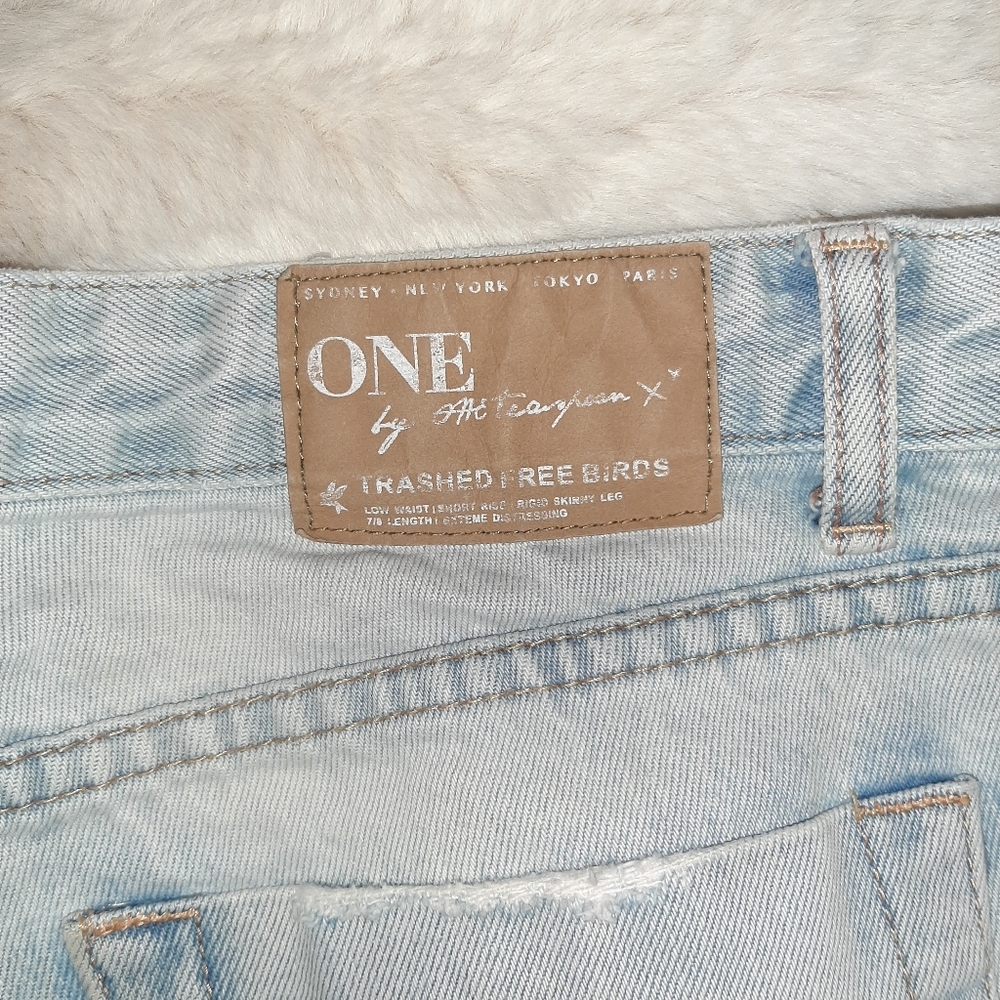 SYDNEY • NEW YORK TOKYO PARIS
ONE
by
TRASHED FREE BIRDS
LOW WAIST | SHORT RISE | RIGID SKINNY LEG
7/8 LENGTH | EXTEME DISTRESSING